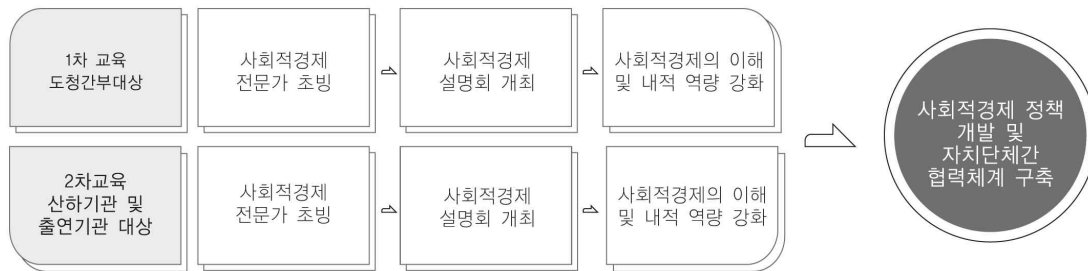 1차 교육
도청간부대상
사회적경제
전문가 초빙
사회적경제
설명회 개최
사회적경제의 이해
및 내적 역량 강화
2차교육
산하기관 및
출연기관 대상
사회적경제
전문가 초빙
사회적경제
설명회 개최
사회적경제의 이해
및 내적 역량 강화
사회적경제 정책
개발 및
자치단체간
협력체계 구축